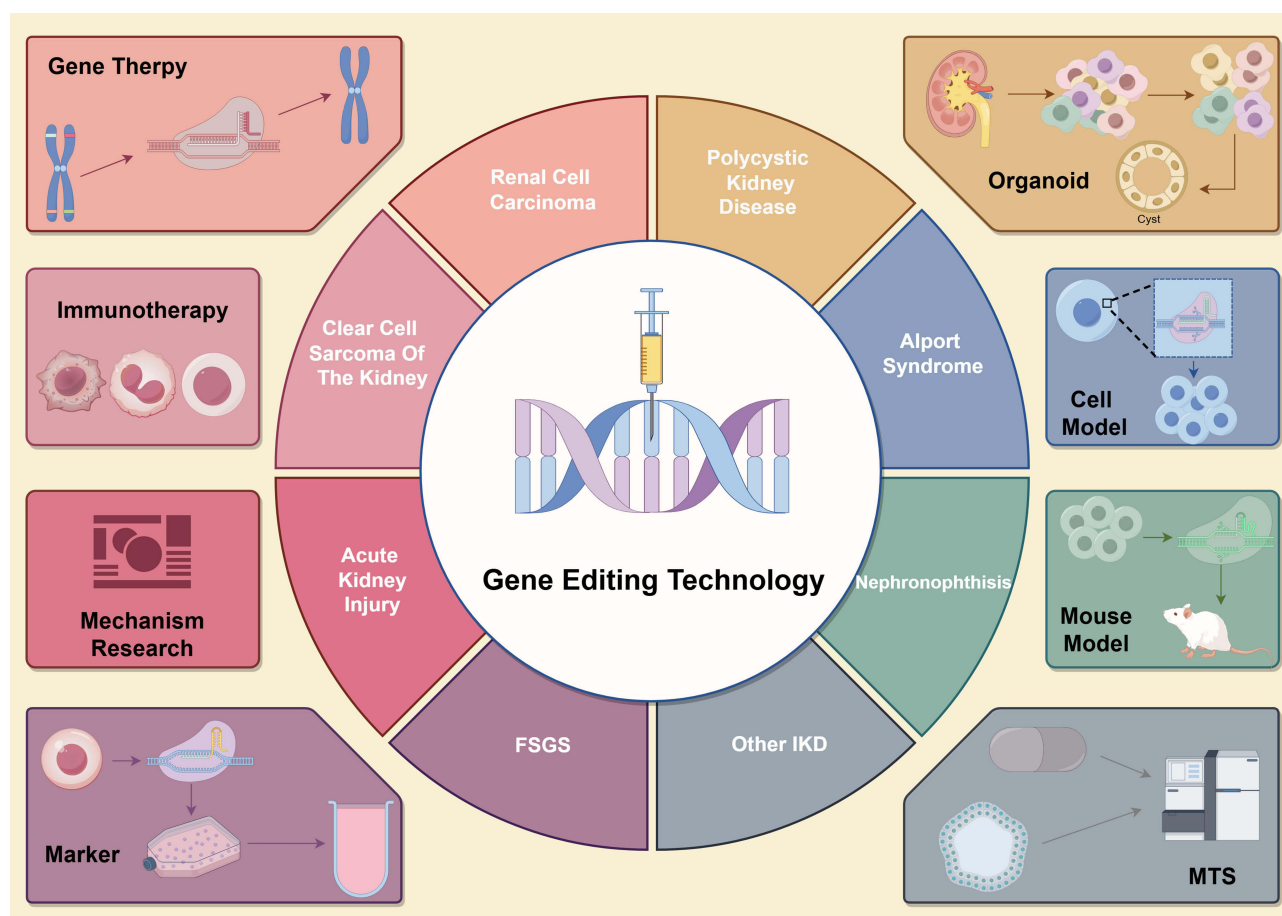 Gene Therpy
Organoid
Cyst
Renal Cell
Carcinoma
Polycystic
Kidney
Disease
Immunotherapy
Clear Cell
Sarcoma Of
The Kidney
Alport
Syndrome
Cell
Model
Gene Editing Technology
Mechanism
Research
Acute
Kidney
Injury
Nephronophthisis
Mouse
Model
FSGS
Other IKD
Marker
MTS